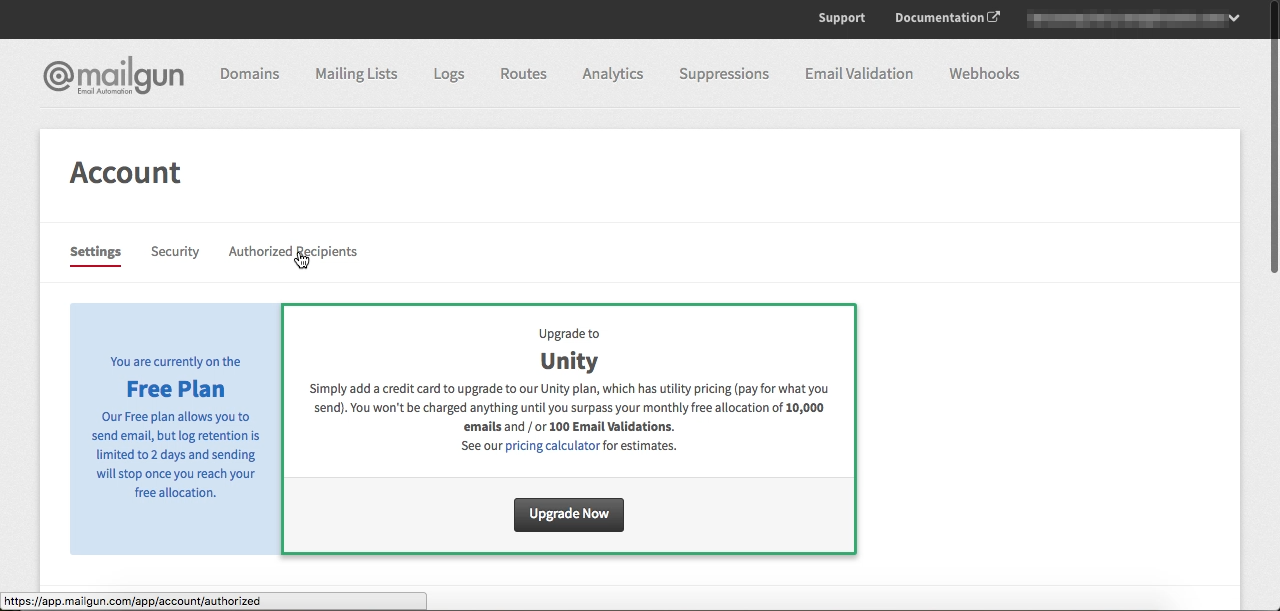 Support Documentation
@mailgun
Email Automation
Domains Mailing Lists Logs Routes Analytics Suppressions Email Validation Webhooks
Account
Settings Security Authorized Recipients
You are currently on the
Free Plan
Our Free plan allows you to
send email, but log retention is
limited to 2 days and sending
will stop once you reach your
free allocation.
Upgrade to
Unity
Simply add a credit card to upgrade to our Unity plan, which has utility pricing (pay for what you
send). You won't be charged anything until you surpass your monthly free allocation of 10,000
emails and / or 100 Email Validations.
See our pricing calculator for estimates.
Upgrade Now
https://app.mailgun.com/app/account/authorized